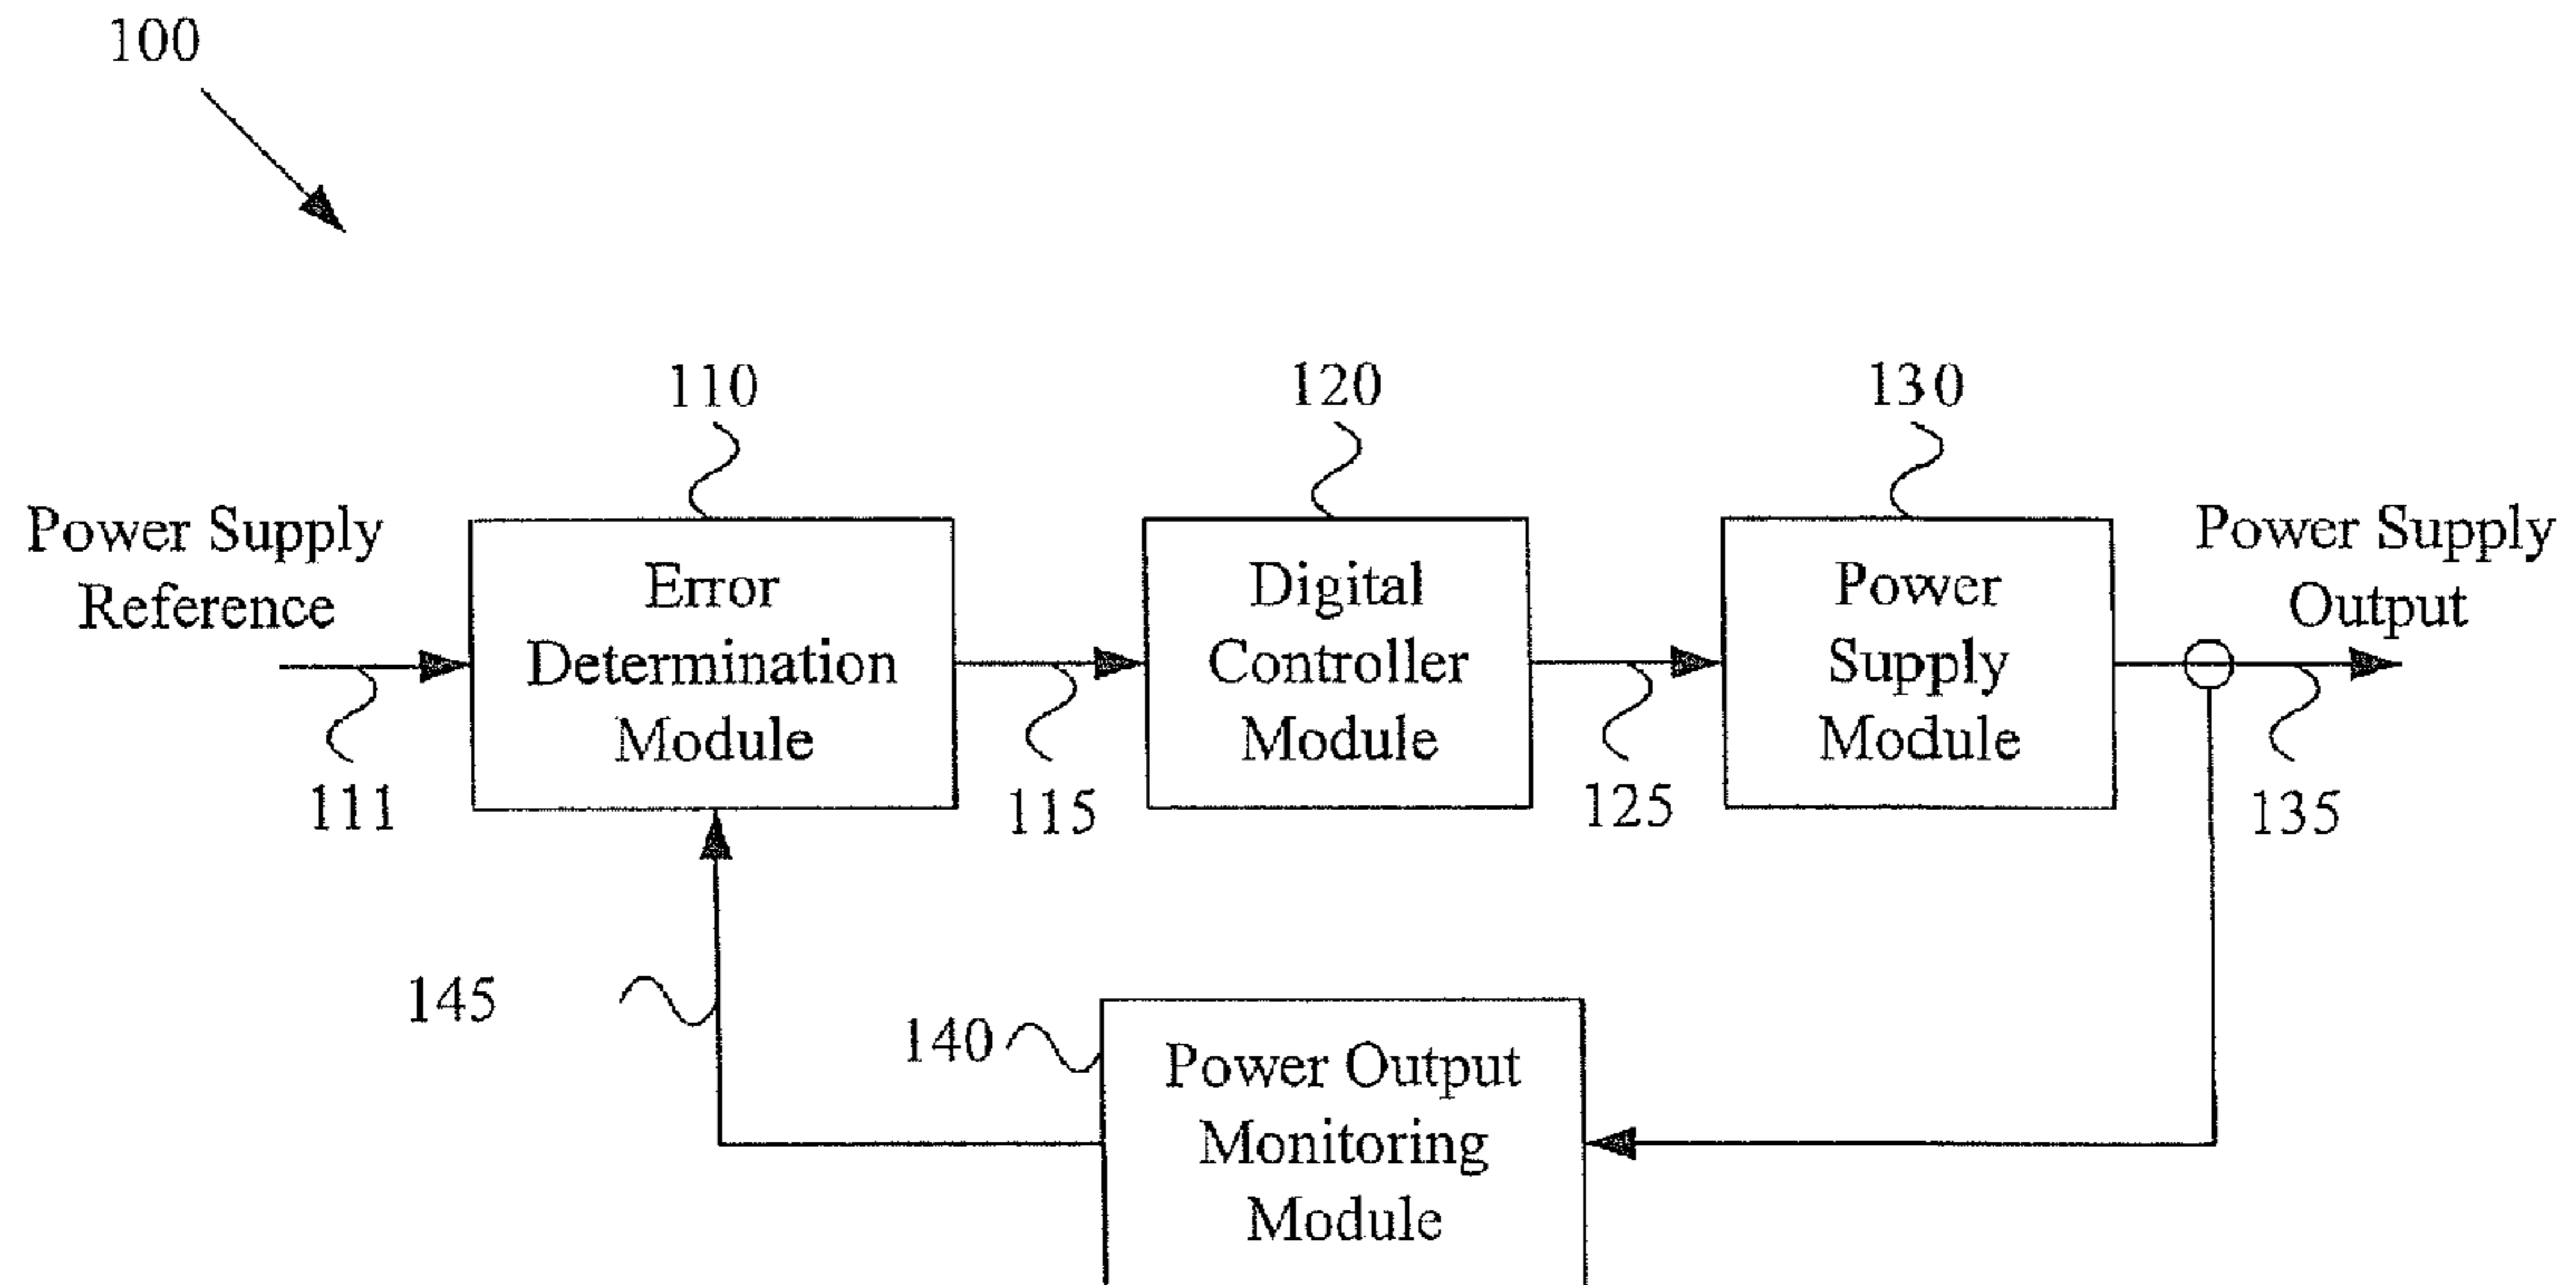 100
110
120
130
Power Supply
Reference
Error
Determination
Module
Digital
Controller
Module
Power
Supply
Module
Power Supply
Output
111
115
125
135
145
140
Power Output
Monitoring
Module